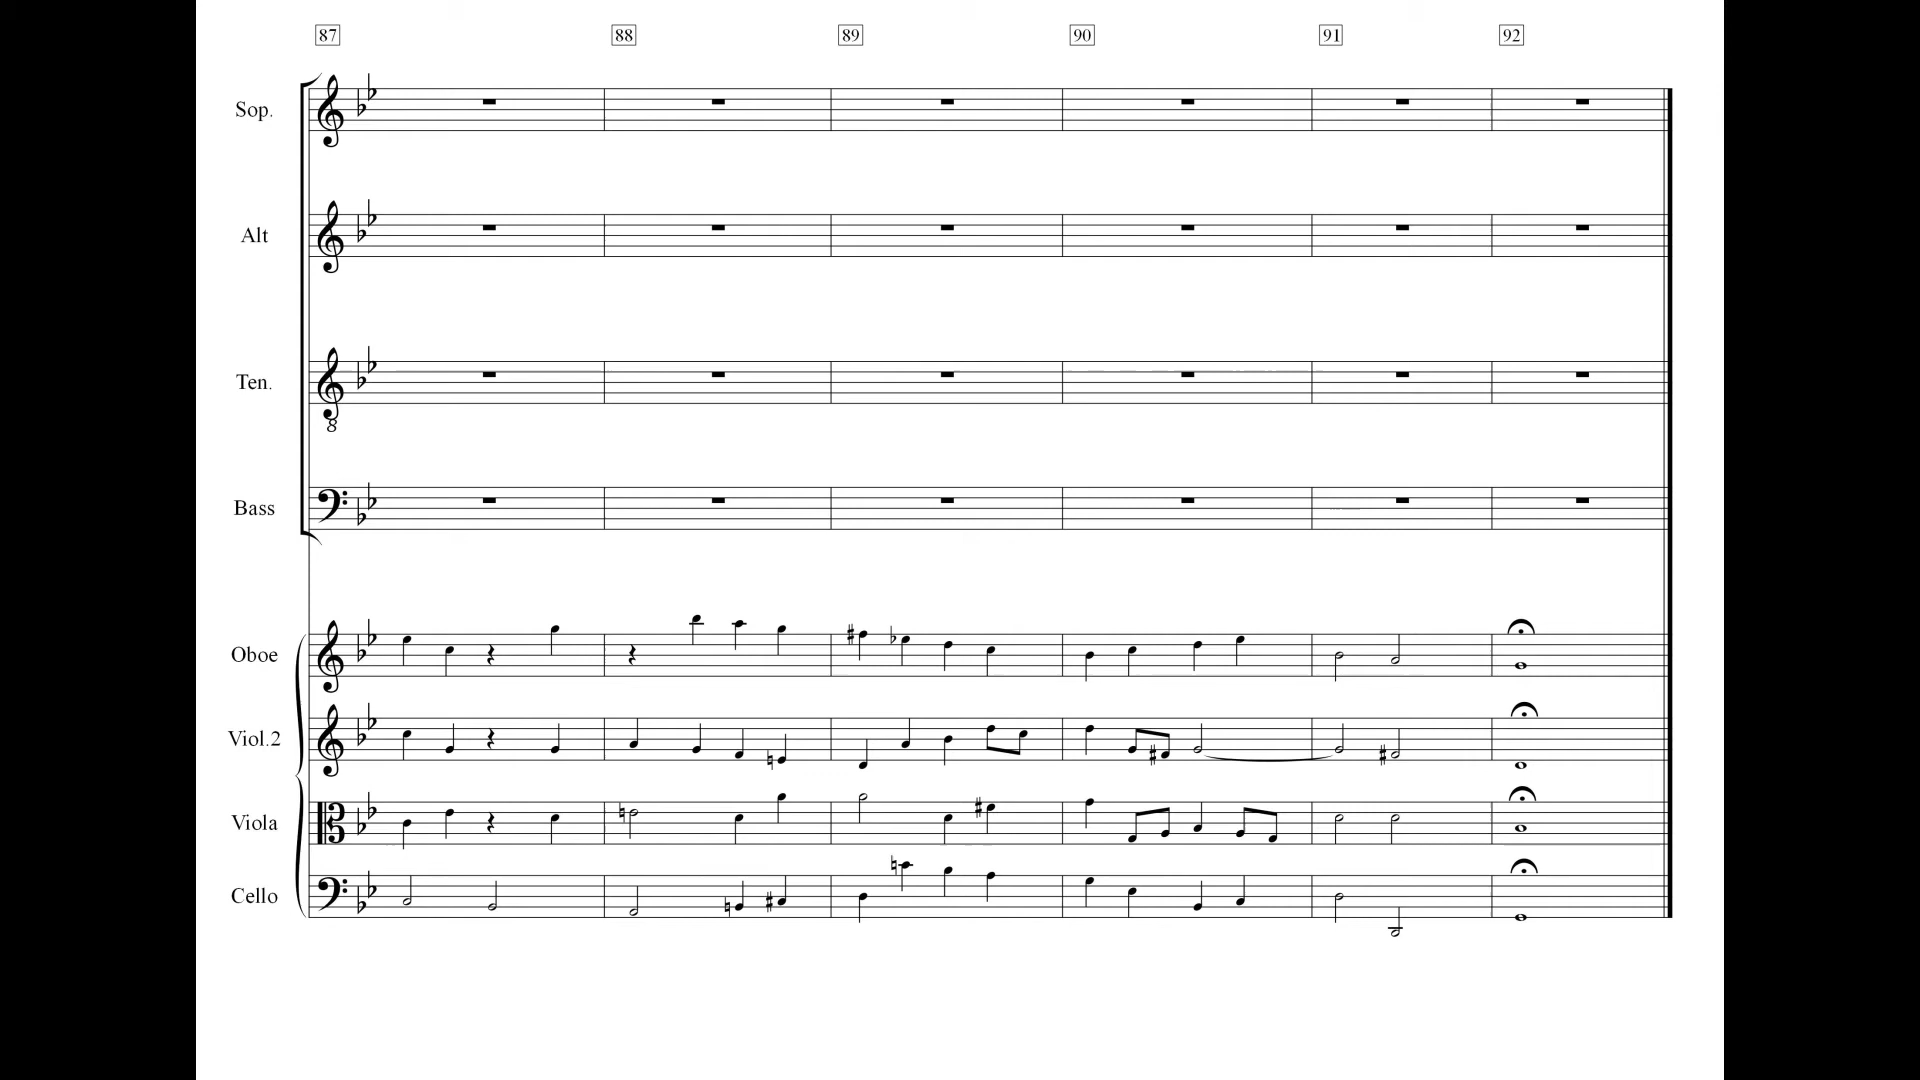 87 88 89 90 91 92
Sop.
Alt
Ten.
8
Bass
Oboe
Viol.2
Viola
Cello